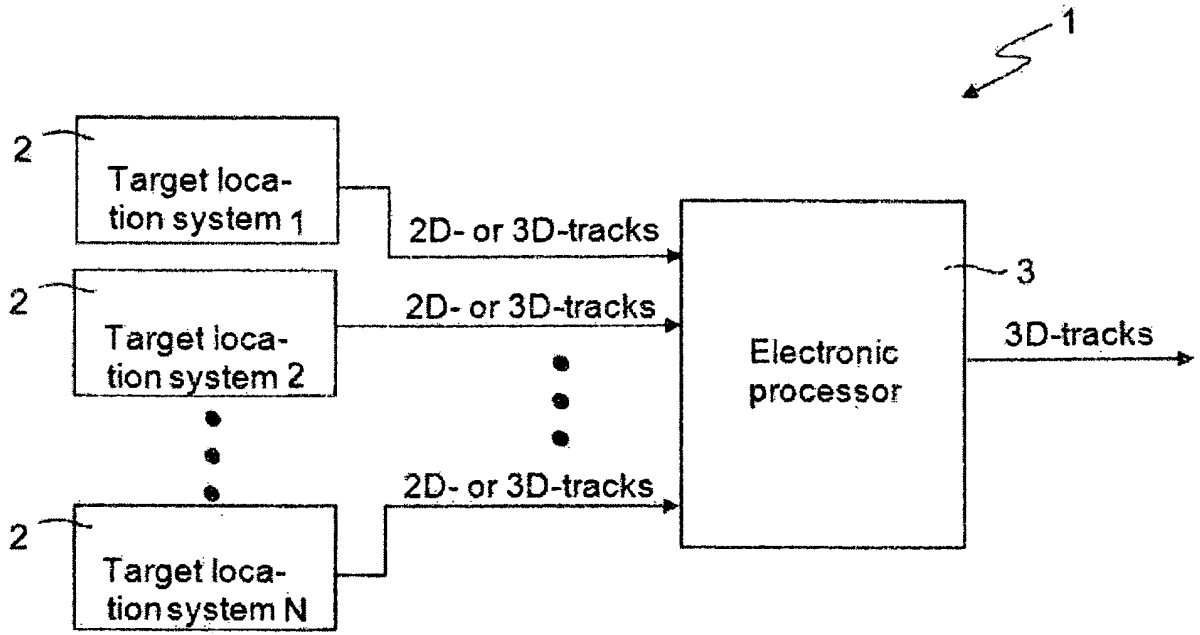 1
2
Target loca-
tion system 1
2D- or 3D-tracks
2
Target loca-
tion system 2
2D- or 3D-tracks
3
Electronic
processor
3D-tracks
2D- or 3D-tracks
2
Target loca-
tion system N